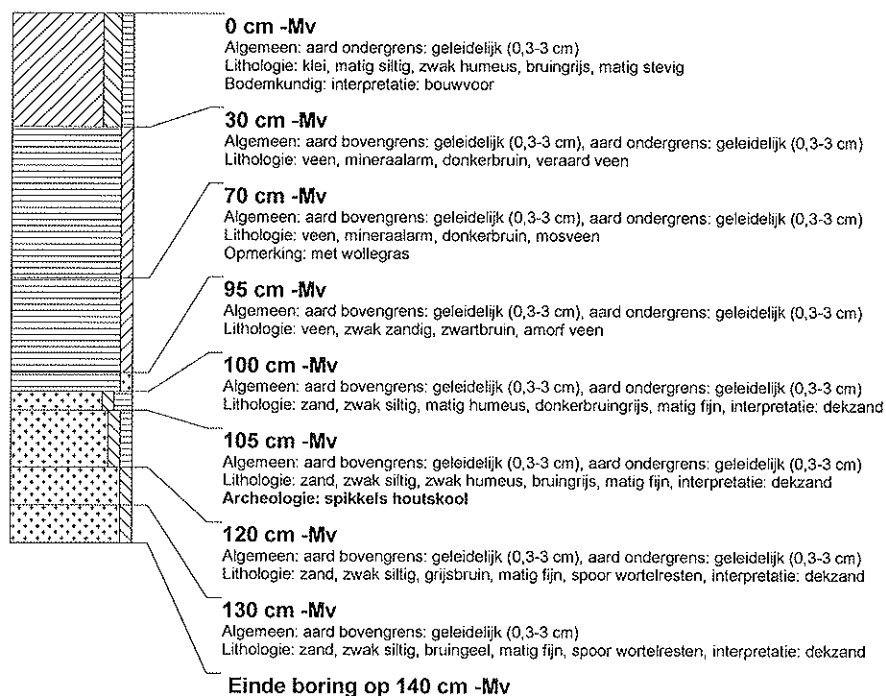 0 cm -Mv
Algemeen: aard ondergrens: geleidelijk (0,3-3 cm)
Lithologie: klei, matig siltig, zwak humeus, bruingrijs, matig stevig
Bodemkundig: interpretatie: bouwvoor
30 cm -Mv
Algemeen: aard bovengrens: geleidelijk (0,3-3 cm), aard ondergrens: geleidelijk (0,3-3 cm)
Lithologie: veen, mineraalarm, donkerbruin, veraard veen
70 cm -Mv
Algemeen: aard bovengrens: geleidelijk (0,3-3 cm), aard ondergrens: geleidelijk (0,3-3 cm)
Lithologie: veen, mineraalarm, donkerbruin, mosveen
Opmerking: met wollegras
95 cm -Mv
Algemeen: aard bovengrens: geleidelijk (0,3-3 cm), aard ondergrens: geleidelijk (0,3-3 cm)
Lithologie: veen, zwak zandig, zwartbruin, amorf veen
100 cm -Mv
Algemeen: aard bovengrens: geleidelijk (0,3-3 cm), aard ondergrens: geleidelijk (0,3-3 cm)
Lithologie: zand, zwak siltig, matig humeus, donkerbruingrijs, matig fijn, interpretatie: dekzand
105 cm -Mv
Algemeen: aard bovengrens: geleidelijk (0,3-3 cm), aard ondergrens: geleidelijk (0,3-3 cm)
Lithologie: zand, zwak siltig, zwak humeus, bruingrijs, matig fijn, interpretatie: dekzand
Archeologie: spikkels houtskool
120 cm -Mv
Algemeen: aard bovengrens: geleidelijk (0,3-3 cm), aard ondergrens: geleidelijk (0,3-3 cm)
Lithologie: zand, zwak siltig, grijsbruin, matig fijn, spoor wortelresten, interpretatie: dekzand
130 cm -Mv
Algemeen: aard bovengrens: geleidelijk (0,3-3 cm)
Lithologie: zand, zwak siltig, bruingeel, matig fijn, spoor wortelresten, interpretatie: dekzand
Einde boring op 140 cm -Mv